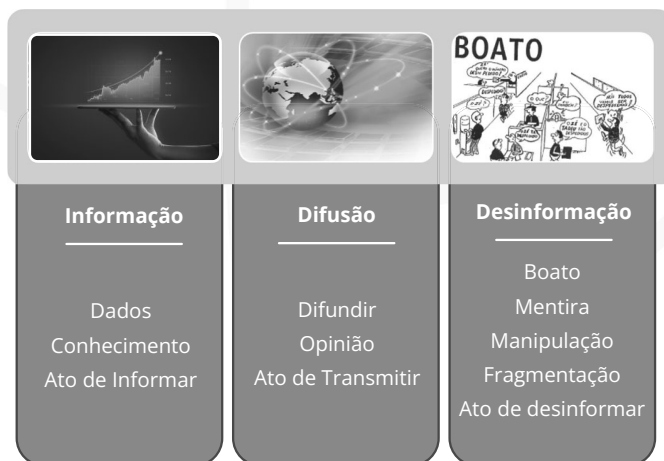 BOATO
Informação
Dados
Conhecimento
Ato de Informar
Difusão
Difundir
Opinião
Ato de Transmitir
Desinformação
Boato
Mentira
Manipulação
Fragmentação
Ato de desinformar